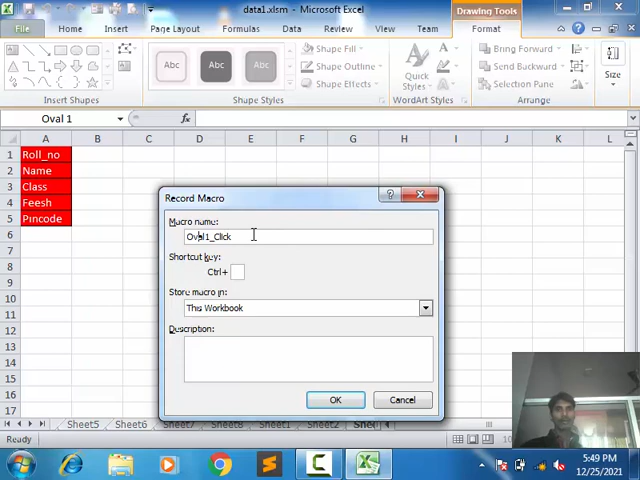 data1.xlsm - Microsoft Excel
Drawing Tools
File Home Insert Page Layout Formulas Data Review View Team Format
Abc Abc Abc
Shape Fill
Shape Outline
Shape Effects
Quick Styles
A
Bring Forward
Send Backward
Selection Pane
Size
Insert Shapes Shape Styles WordArt Styles Arrange
Oval 1 fx
A B C D E F G H I J K L
1 Roll_no
2 Name
3 Class
4 Feesh
5 Pincode
6
7
8
9
10
11
12
13
14
15
16
17
Record Macro
Macro name:
Oval1_Click
Shortcut key:
Ctrl+
Store macro in:
This Workbook
Description:
OK Cancel
Sheet5 Sheet6 Sheet7 Sheet8 Sheet1 Sheet2
Ready
5:49 PM
12/25/2021